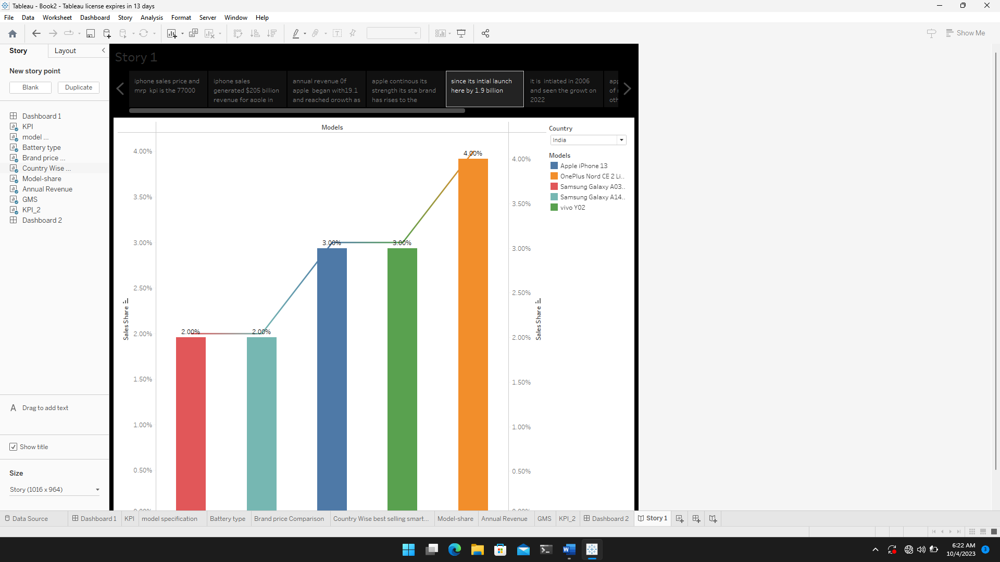 Tableau - Book2 - Tableau license expires in 13 days
File Data Worksheet Dashboard Story Analysis Format Server Window Help
Show Me
Story Layout
New story point
Blank Duplicate
Dashboard 1
KPI
model ...
Battery type
Brand price ...
Country Wise ...
Model-share
Annual Revenue
GMS
KPI_2
Dashboard 2
A Drag to add text
Show title
Size
Story (1016 x 964)
Story 1
iphone sales price and
mrp kpi is the 77000
iphone sales
generated $205 billion
revenue for apple in
annual revenue 0f
apple began with19.1
and reached growth as
apple continous its
strength its sta brand
has rises to the
since its intial launch
here by 1.9 billion
it is intiated in 2006
and seen the growt on
2022
Models
4.00%
3.50%
3.00%
2.50%
2.00%
1.50%
1.00%
0.50%
Sales Share
2.00%
2.00%
3.00%
3.00%
4.00%
4.00%
3.50%
3.00%
2.50%
2.00%
1.50%
1.00%
0.50%
Sales Share
Country
India
Models
Apple iPhone 13
OnePlus Nord CE 2 Li..
Samsung Galaxy A03..
Samsung Galaxy A14..
vivo Y02
Data Source Dashboard 1 KPI model specification Battery type Brand price Comparison Country Wise best selling smart... Model-share Annual Revenue GMS KPI_2 Dashboard 2 Story 1
6:22 AM
10/4/2023
3